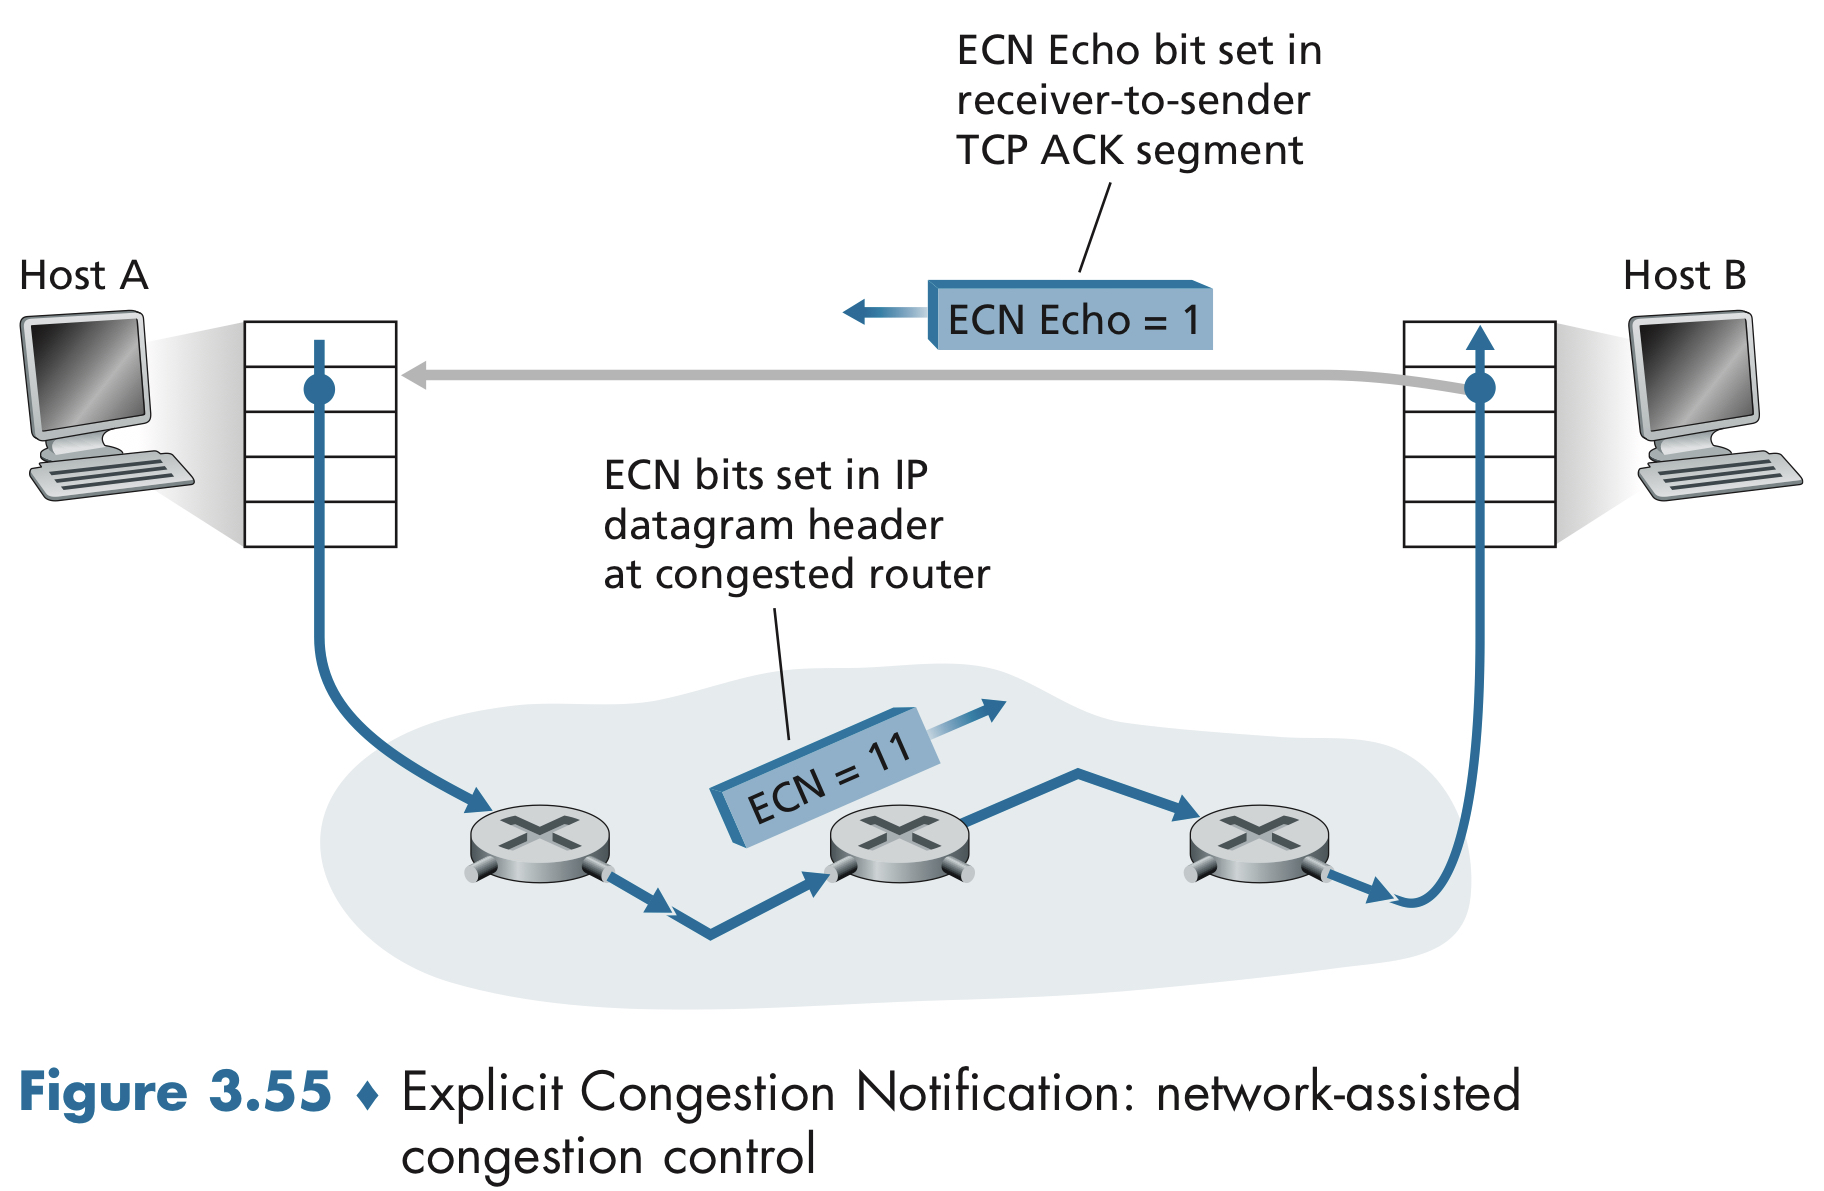 ECN Echo bit set in
receiver-to-sender
TCP ACK segment
Host A
Host B
ECN Echo = 1
ECN bits set in IP
datagram header
at congested router
ECN = 11
Figure 3.55 ♦ Explicit Congestion Notification: network-assisted
congestion control